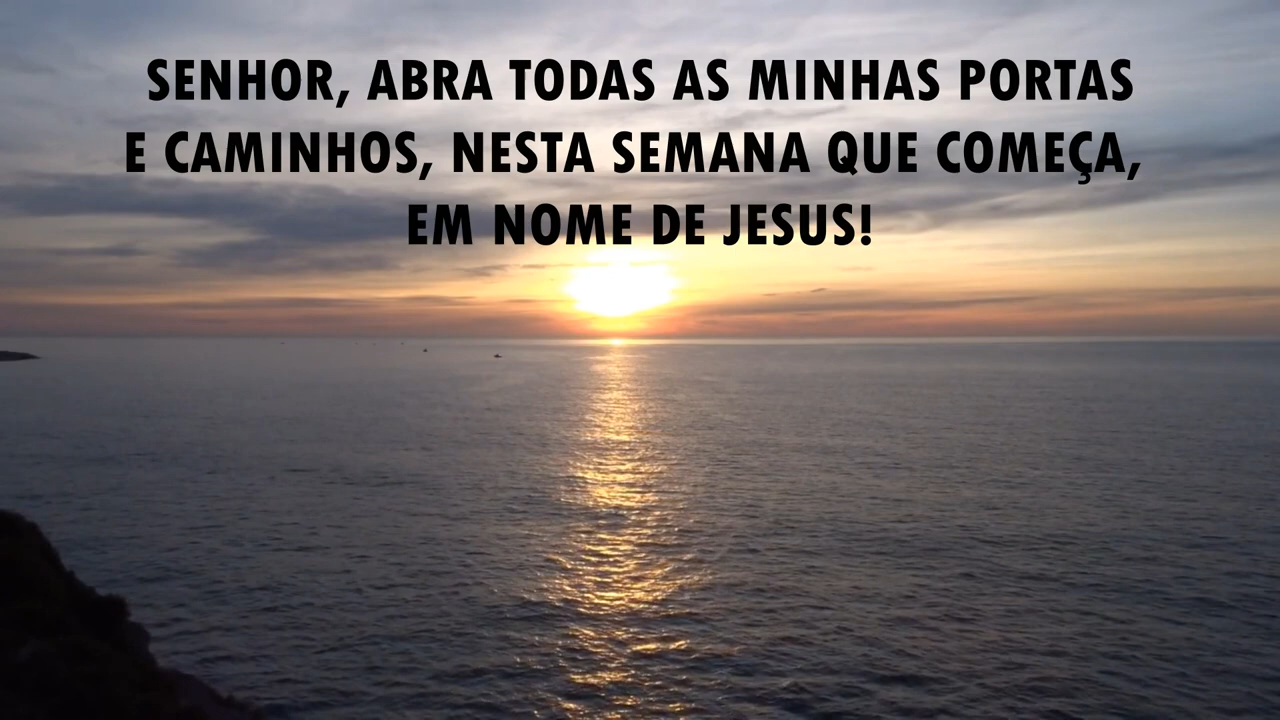 SENHOR, ABRA TODAS AS MINHAS PORTAS
E CAMINHOS, NESTA SEMANA QUE COMEÇA,
EM NOME DE JESUS!